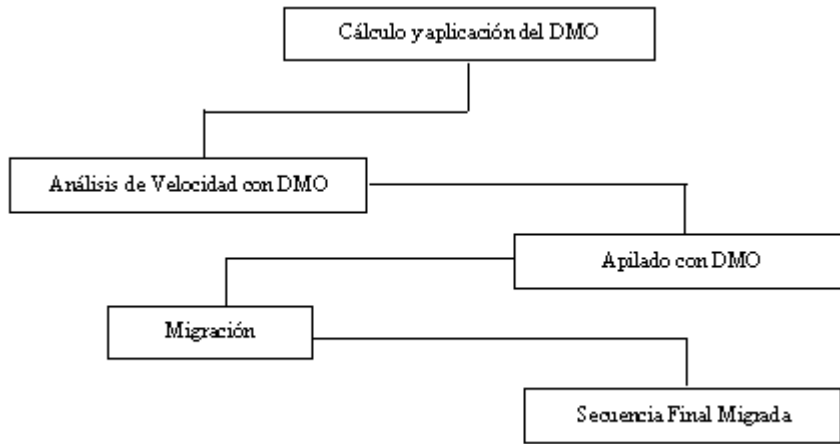 Cálculo y aplicación del DMO
Análisis de Velocidad con DMO
Apilado con DMO
Migración
Secuencia Final Migrada